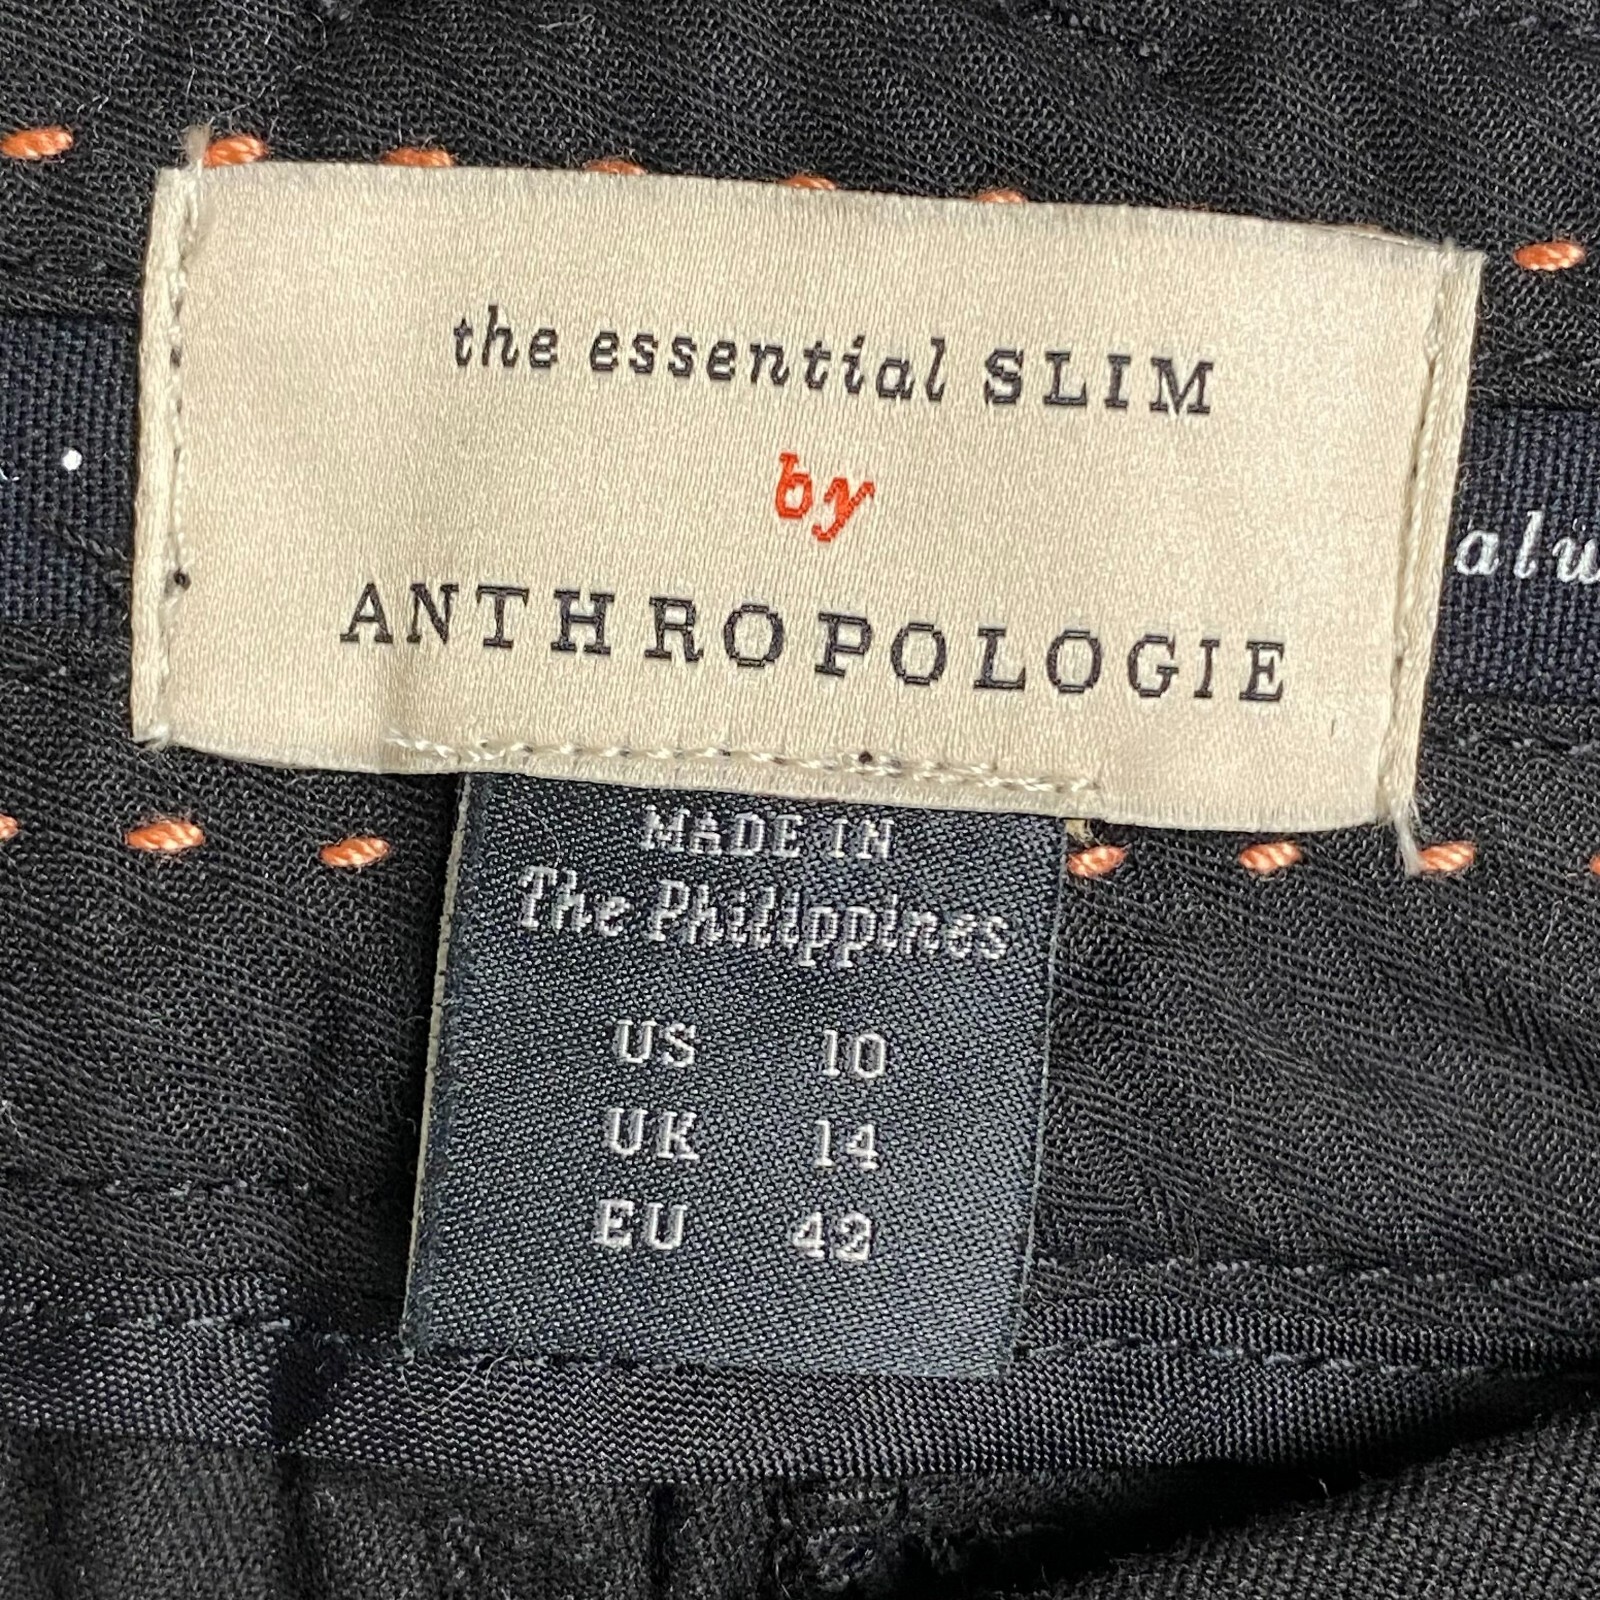 the essential SLIM
by
ANTHROPOLOGIE
MADE IN
The Philippines
US 10
UK 14
EU 42